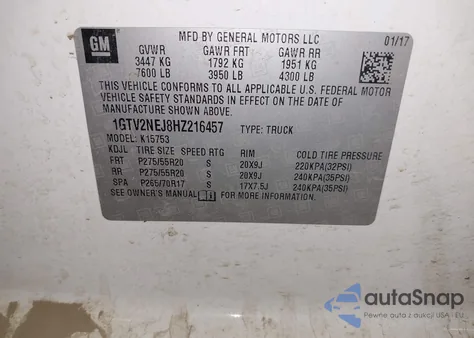 GM
MFD BY GENERAL MOTORS LLC
01/17
GVWR GAWR FRT GAWR RR
3447 KG 1792 KG 1951 KG
7600 LB 3950 LB 4300 LB
THIS VEHICLE CONFORMS TO ALL APPLICABLE U.S. FEDERAL MOTOR
VEHICLE SAFETY STANDARDS IN EFFECT ON THE DATE OF
MANUFACTURE SHOWN ABOVE.
1GTV2NEJ8HZ216457 TYPE: TRUCK
MODEL: K15753
KDJL TIRE SIZE SPEED RTG RIM COLD TIRE PRESSURE
FRT P275/55R20 S 20X9J 220KPA(32PSI)
RR P275/55R20 S 20X9J 240KPA(35PSI)
SPA P265/70R17 S 17X7.5J 240KPA(35PSI)
SEE OWNER'S MANUAL FOR MORE INFORMATION.
autaSnap
Pewne auta z aukcji USA i